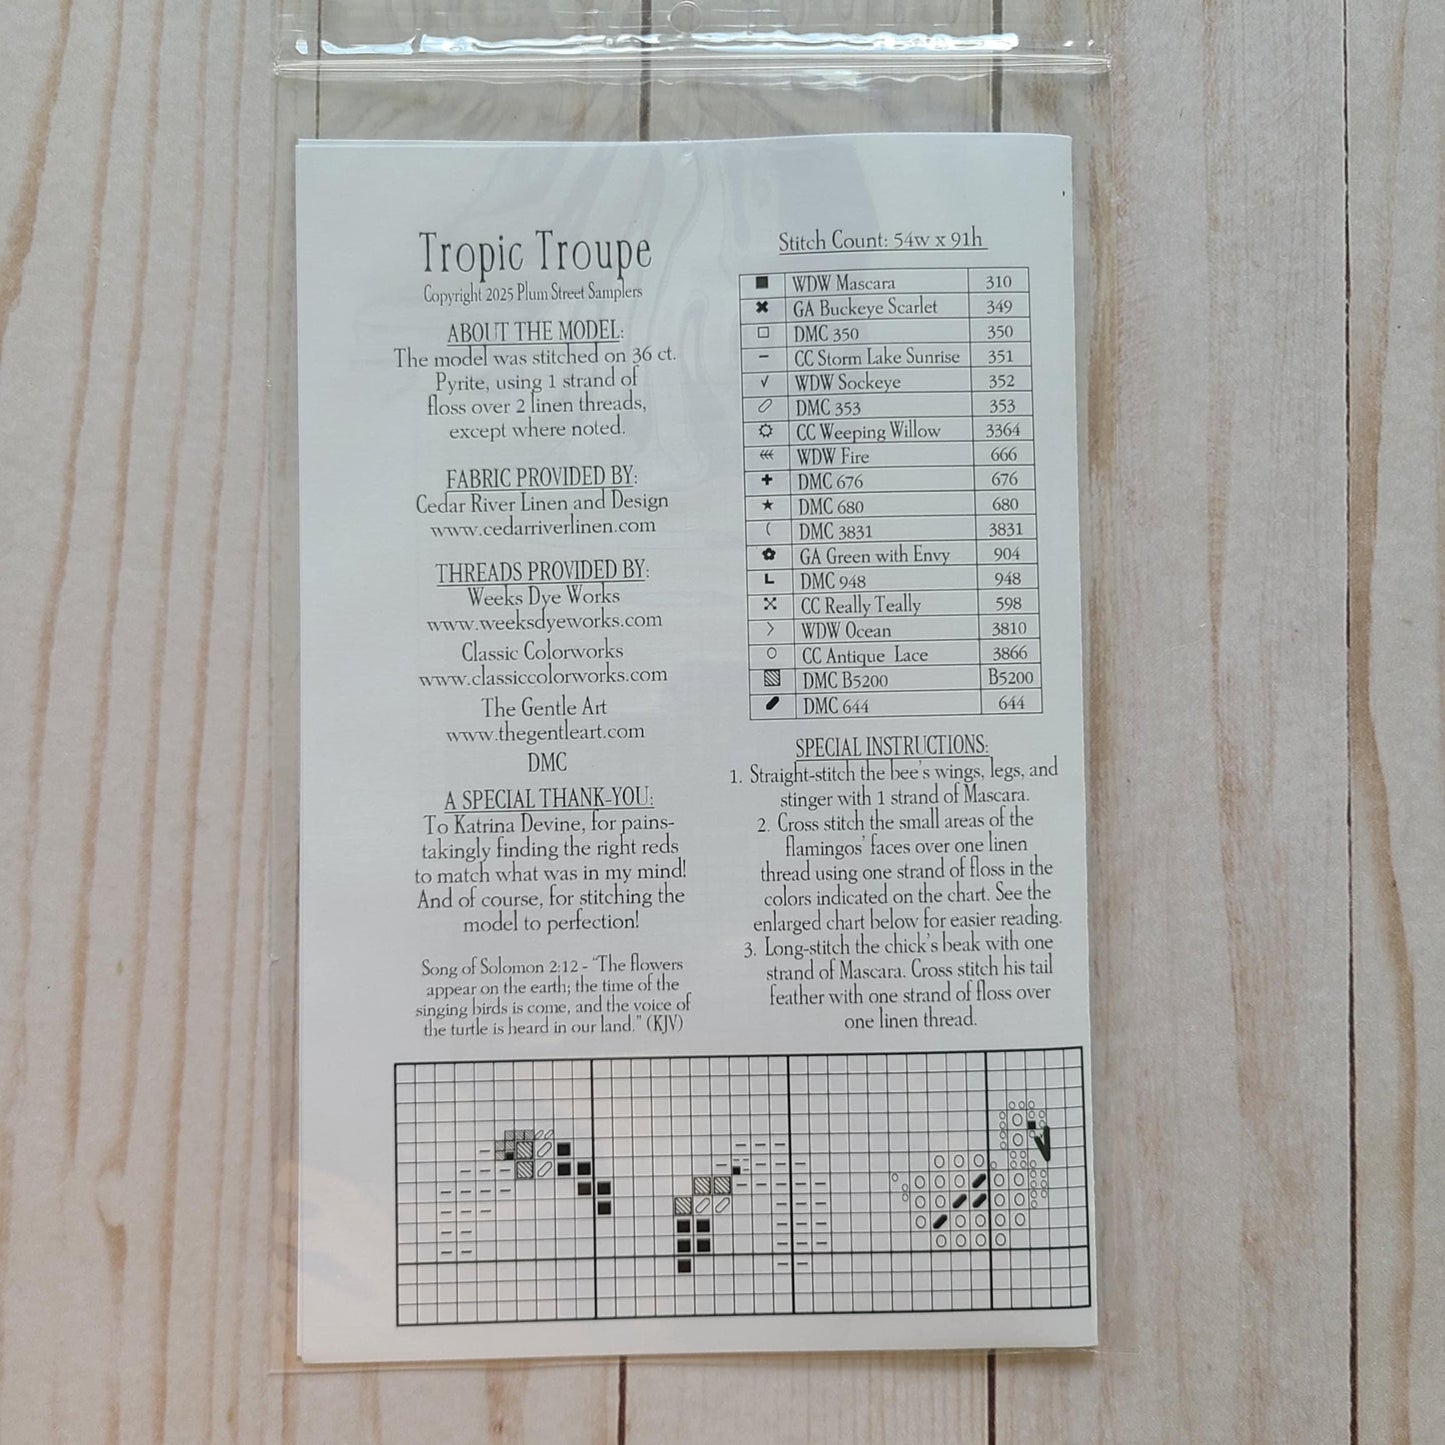 Tropic Troupe
Copyright 2025 Plum Street Samplers
ABOUT THE MODEL:
The model was stitched on 36 ct.
Pyrite, using 1 strand of
floss over 2 linen threads,
except where noted.
FABRIC PROVIDED BY:
Cedar River Linen and Design
www.cedarriverlinen.com
THREADS PROVIDED BY:
Weeks Dye Works
www.weeksdyeworks.com
Classic Colorworks
www.classiccolorworks.com
The Gentle Art
www.thegentleart.com
DMC
A SPECIAL THANK-YOU:
To Katrina Devine, for pains-
takingly finding the right reds
to match what was in my mind!
And of course, for stitching the
model to perfection!
Song of Solomon 2:12 - "The flowers
appear on the earth; the time of the
singing birds is come, and the voice of
the turtle is heard in our land." (KJV)
Stitch Count: 54w x 91h
WDW Mascara 310
GA Buckeye Scarlet 349
DMC 350 350
CC Storm Lake Sunrise 351
WDW Sockeye 352
DMC 353 353
CC Weeping Willow 3364
WDW Fire 666
DMC 676 676
DMC 680 680
DMC 3831 3831
GA Green with Envy 904
DMC 948 948
CC Really Teally 598
WDW Ocean 3810
CC Antique Lace 3866
DMC B5200 B5200
DMC 644 644
SPECIAL INSTRUCTIONS:
1. Straight-stitch the bee's wings, legs, and
stinger with 1 strand of Mascara.
2. Cross stitch the small areas of the
flamingos' faces over one linen
thread using one strand of floss in the
colors indicated on the chart. See the
enlarged chart below for easier reading.
3. Long-stitch the chick's beak with one
strand of Mascara. Cross stitch his tail
feather with one strand of floss over
one linen thread.